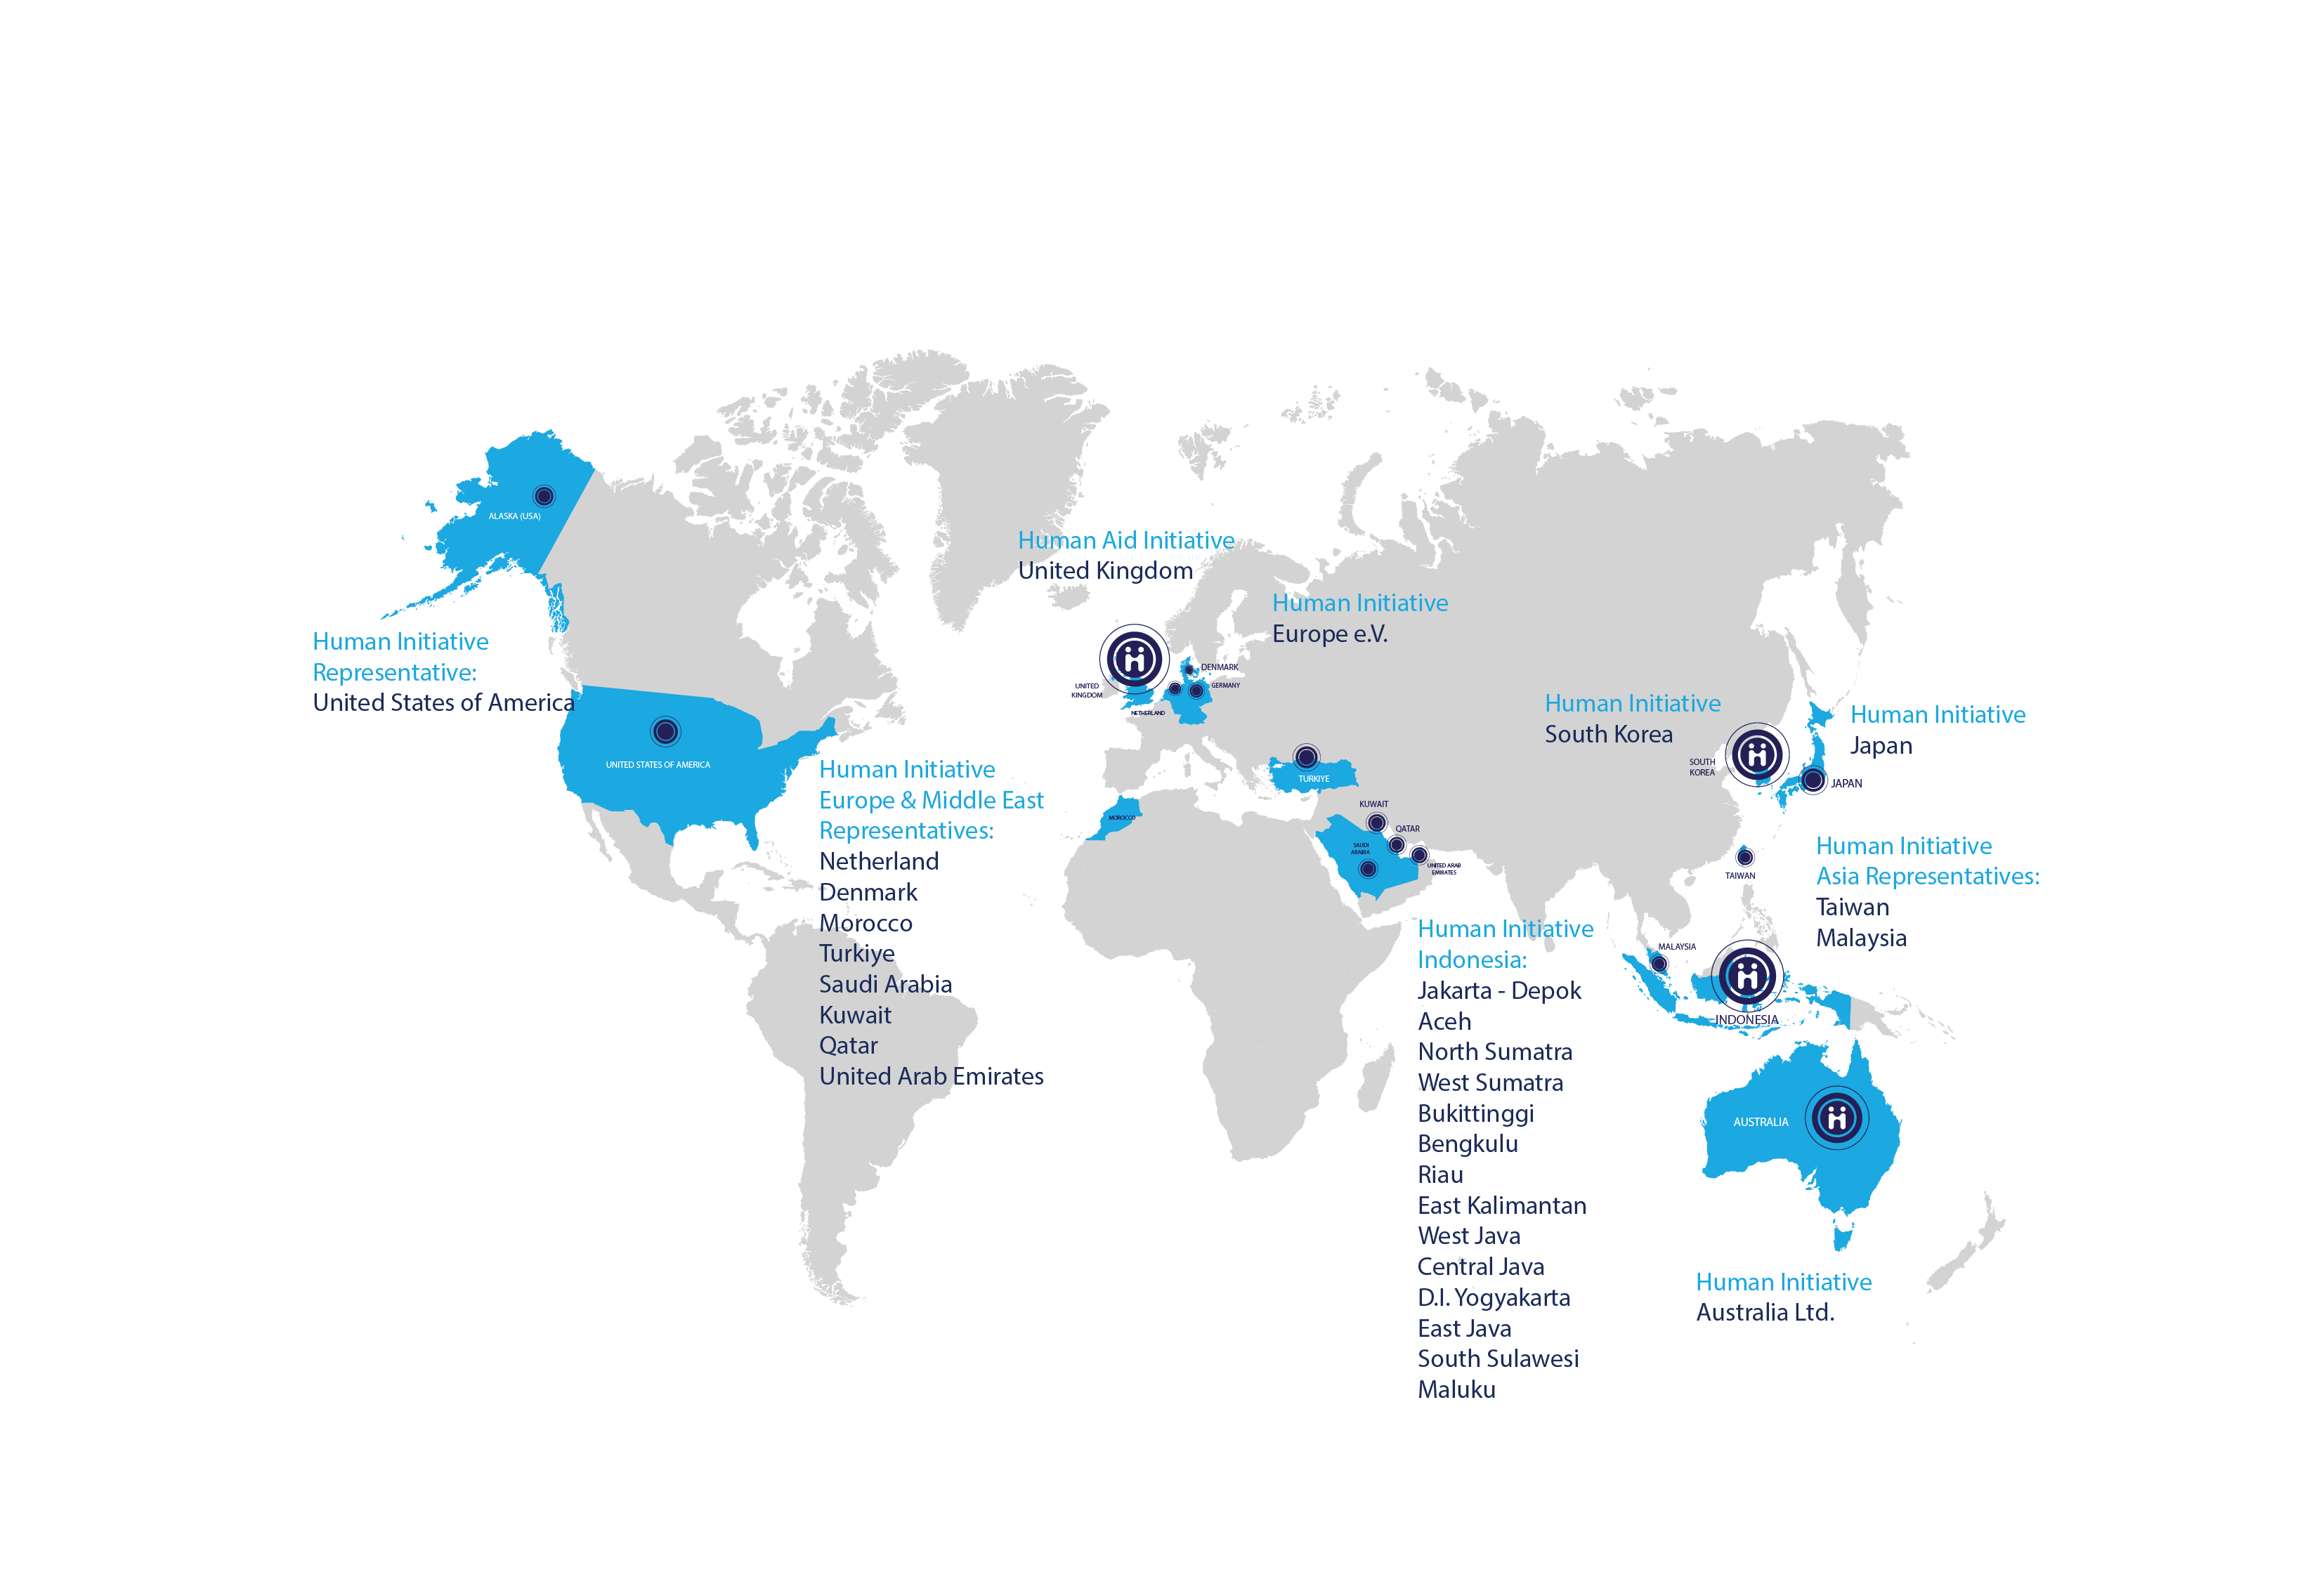 ALASKA (USA)
Human Initiative
Representative:
United States of America
UNITED STATES OF AMERICA
Human Initiative
Europe & Middle East
Representatives:
Netherland
Denmark
Morocco
Turkiye
Saudi Arabia
Kuwait
Qatar
United Arab Emirates
Human Aid Initiative
United Kingdom
Human Initiative
Europe e.V.
UNITED
KINGDOM
DENMARK
GERMANY
NETHERLAND
TURKIYE
MOROCCO
KUWAIT
QATAR
SAUDI
ARABIA
UNITED ARAB
EMIRATES
Human Initiative
Indonesia:
Jakarta - Depok
Aceh
North Sumatra
West Sumatra
Bukittinggi
Bengkulu
Riau
East Kalimantan
West Java
Central Java
D.I. Yogyakarta
East Java
South Sulawesi
Maluku
Human Initiative
South Korea
SOUTH
KOREA
Human Initiative
Japan
JAPAN
TAIWAN
Human Initiative
Asia Representatives:
Taiwan
Malaysia
MALAYSIA
INDONESIA
AUSTRALIA
Human Initiative
Australia Ltd.